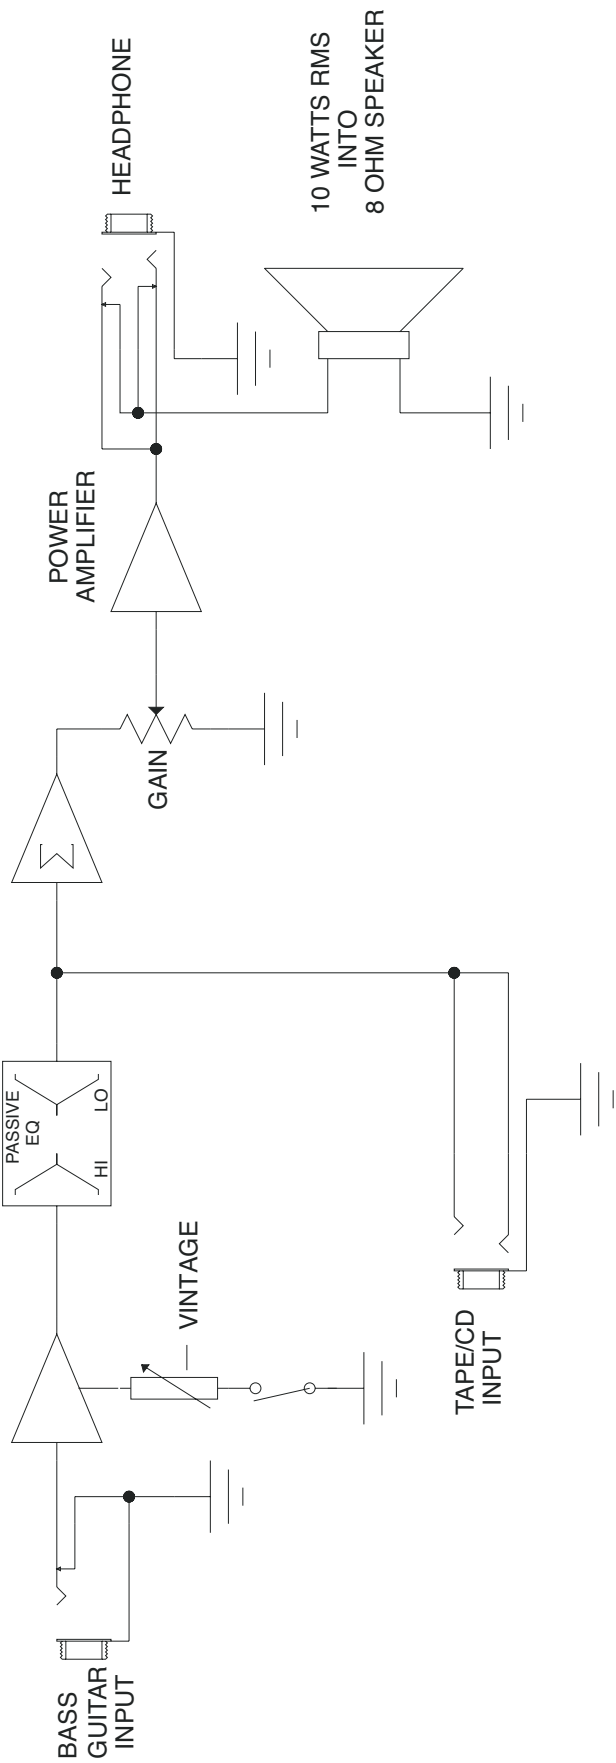 BASS
GUITAR
INPUT
VINTAGE
PASSIVE
EQ
HI
LO
TAPE/CD
INPUT
Σ
GAIN
POWER
AMPLIFIER
HEADPHONE
10 WATTS RMS
INTO
8 OHM SPEAKER